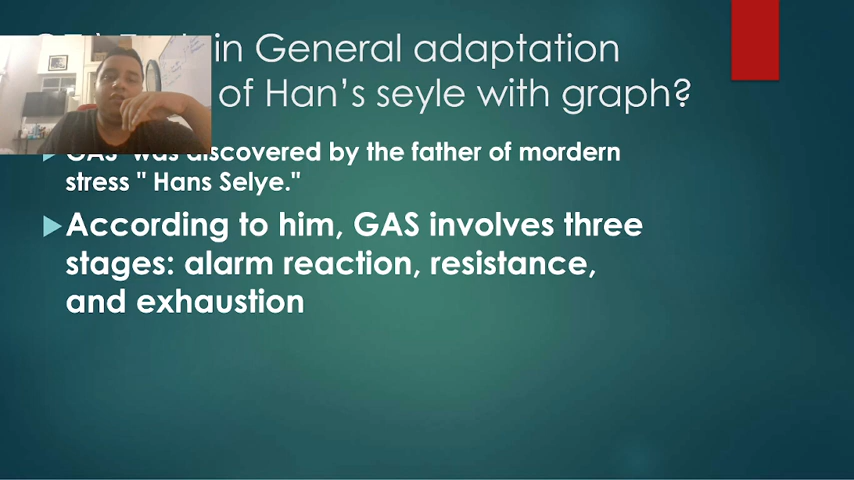 in General adaptation
of Han's seyle with graph?
GAS was discovered by the father of mordern
stress " Hans Selye."
According to him, GAS involves three
stages: alarm reaction, resistance,
and exhaustion